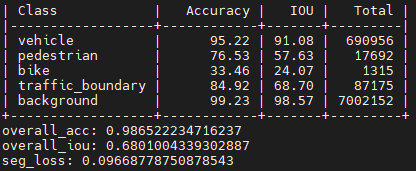 | Class | Accuracy | IOU | Total |
|------------------+----------+-------+---------|
| vehicle | 95.22 | 91.08 | 690956 |
| pedestrian | 76.53 | 57.63 | 17692 |
| bike | 33.46 | 24.07 | 1315 |
| traffic_boundary | 84.92 | 68.70 | 87175 |
| background | 99.23 | 98.57 | 7002152 |
+------------------+----------+-------+---------+
overall_acc: 0.986522234716237
overall_iou: 0.6801004339302887
seg_loss: 0.09668778750878543